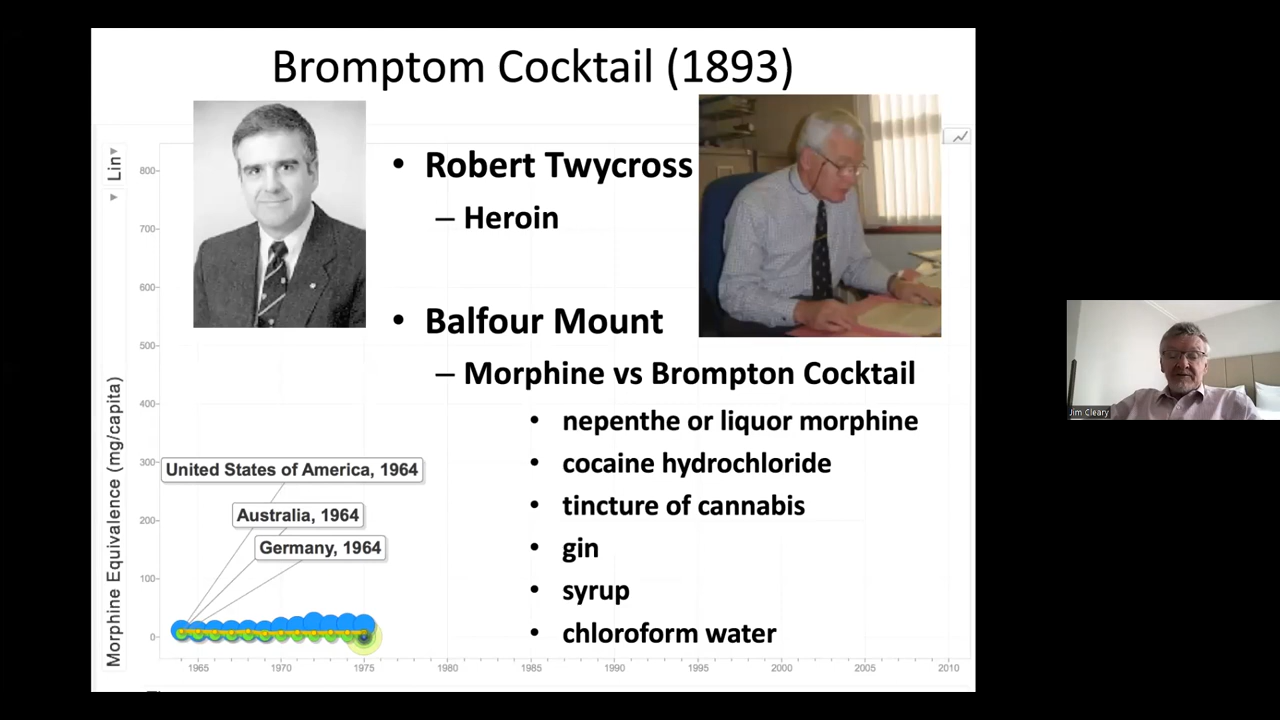 Bromptom Cocktail (1893)
Lin
• Robert Twycross
– Heroin
• Balfour Mount
– Morphine vs Brompton Cocktail
• nepenthe or liquor morphine
• cocaine hydrochloride
• tincture of cannabis
• gin
• syrup
• chloroform water
Morphine Equivalence (mg/capita)
800
700
600
500
400
300
200
100
0
United States of America, 1964
Australia, 1964
Germany, 1964
1965 1970 1975 1980 1985 1990 1995 2000 2005 2010
Jim Cleary